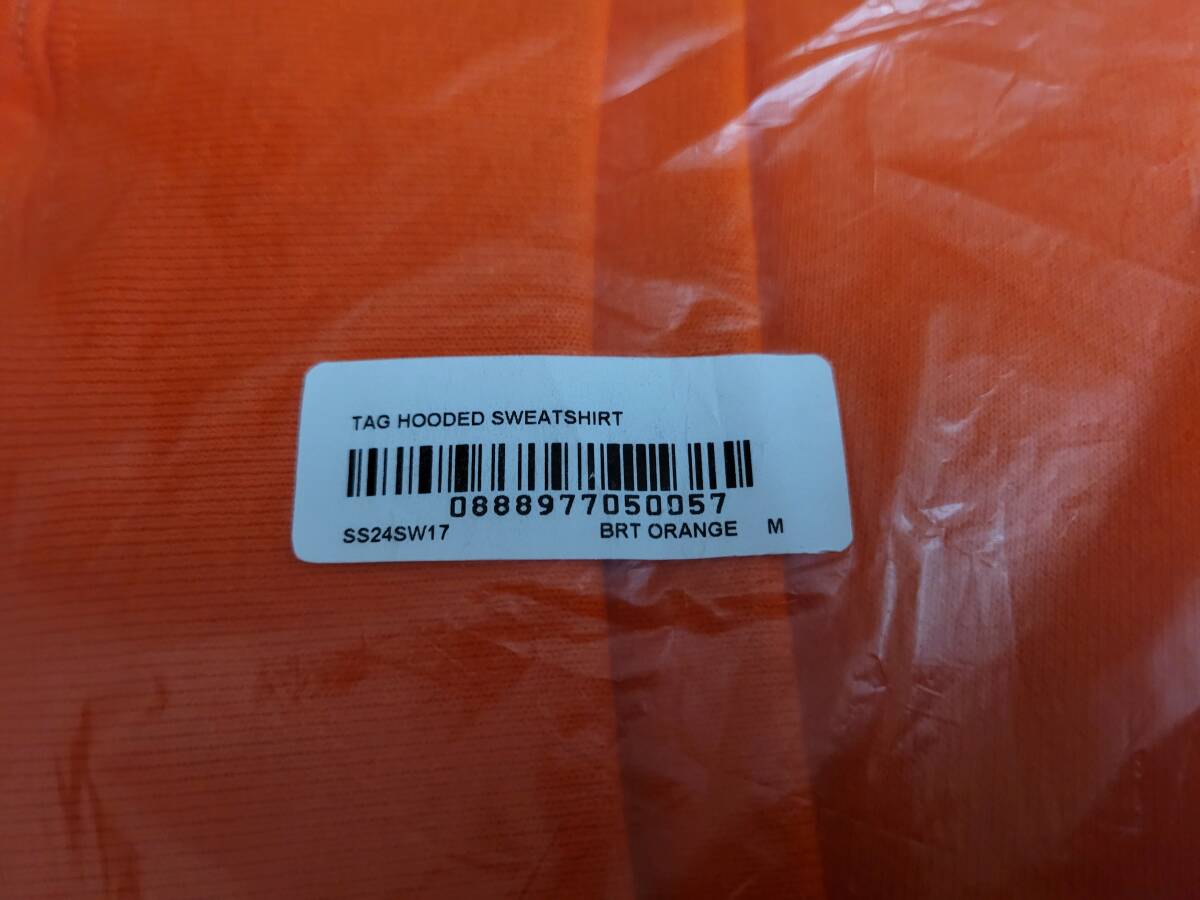 TAG HOODED SWEATSHIRT
0888977050057
SS24SW17 BRT ORANGE M